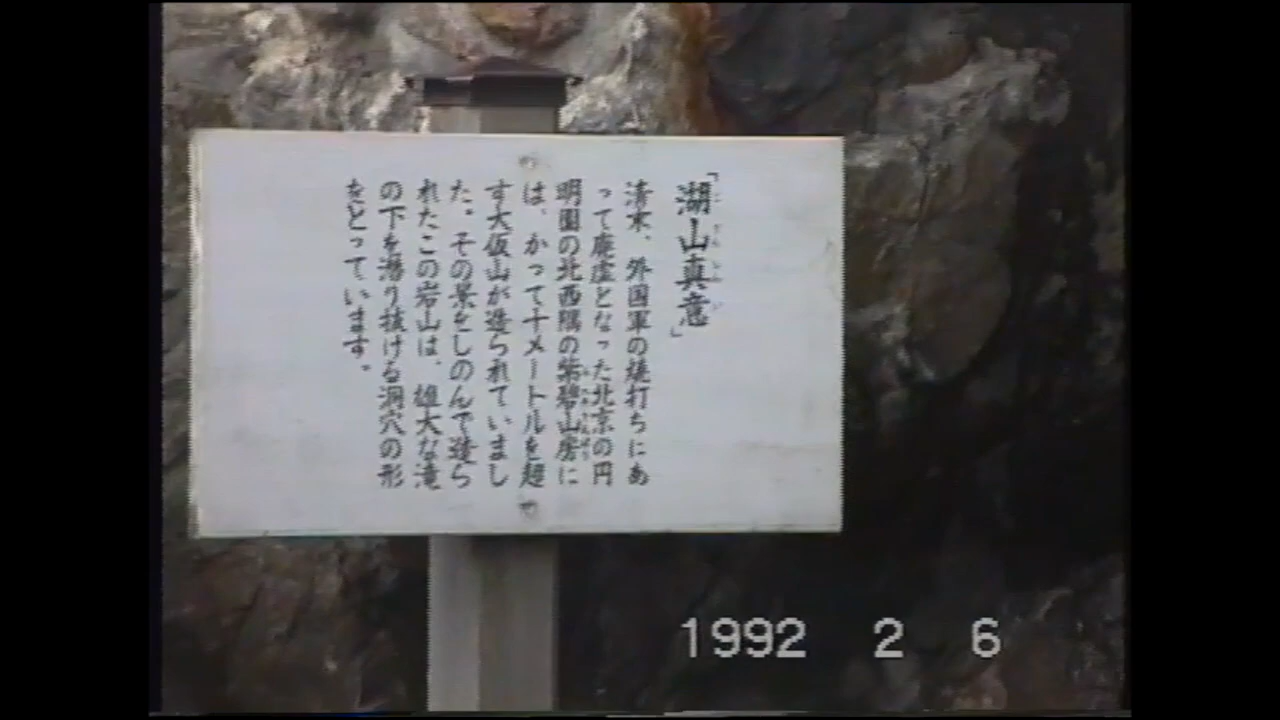 「湖山真意」
清末、外国軍の焼打ちにあ
って廃虚となった北京の円
明園の北西隅の紫碧山房に
は、かって十メートルを超
す大仮山が造られていまし
た。その景をしのんで造ら
れたこの岩山は、雄大な滝
の下を潜り抜ける洞穴の形
をとっています。
1992 2 6